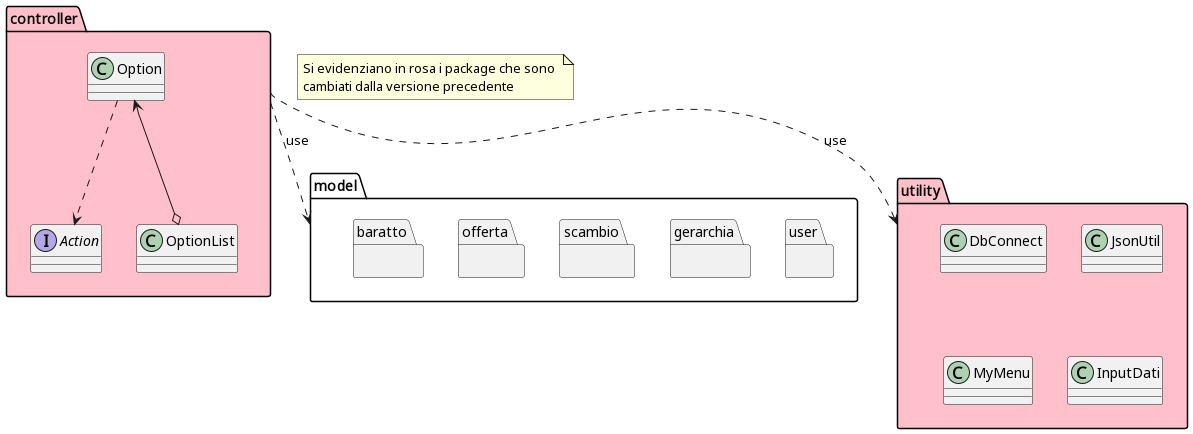 controller
C Option
I Action
C OptionList
Si evidenziano in rosa i package che sono
cambiati dalla versione precedente
use
use
model
baratto
offerta
scambio
gerarchia
user
utility
C DbConnect
C JsonUtil
C MyMenu
C InputDati